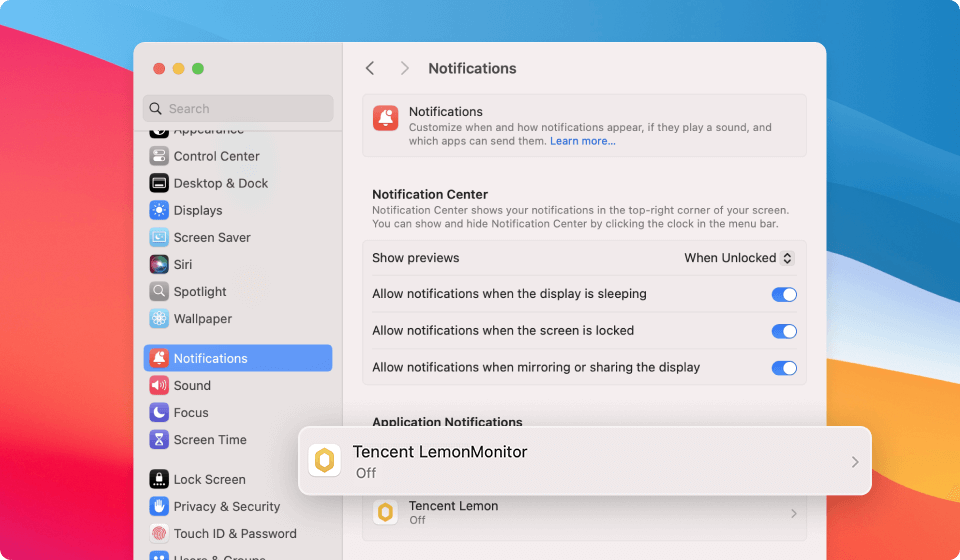 Notifications
Search
Appearance
Control Center
Desktop & Dock
Displays
Screen Saver
Siri
Spotlight
Wallpaper
Notifications
Sound
Focus
Screen Time
Lock Screen
Privacy & Security
Touch ID & Password
Users & Groups
Notifications
Customize when and how notifications appear, if they play a sound, and
which apps can send them. Learn more...
Notification Center
Notification Center shows your notifications in the top-right corner of your screen.
You can show and hide Notification Center by clicking the clock in the menu bar.
Show previews When Unlocked
Allow notifications when the display is sleeping
Allow notifications when the screen is locked
Allow notifications when mirroring or sharing the display
Application Notifications
Tencent LemonMonitor
Off
Tencent Lemon
Off